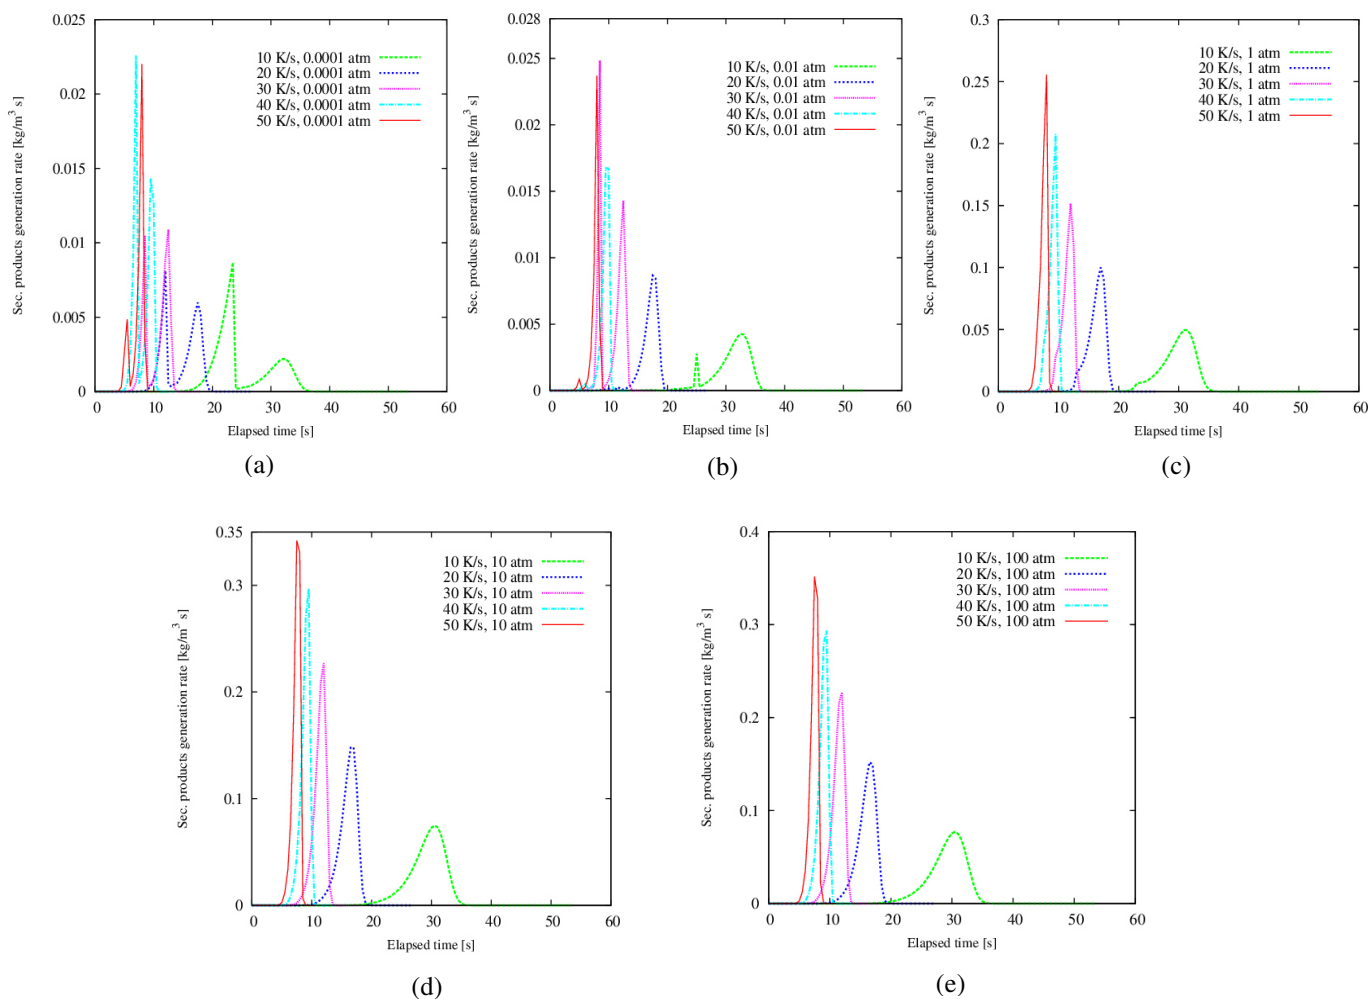 0.025
0.02
0.015
0.01
0.005
0
0 10 20 30 40 50 60
Sec. products generation rate [kg/m³ s]
Elapsed time [s]
10 K/s, 0.0001 atm
20 K/s, 0.0001 atm
30 K/s, 0.0001 atm
40 K/s, 0.0001 atm
50 K/s, 0.0001 atm
(a)
0.028
0.025
0.02
0.015
0.01
0.005
0
0 10 20 30 40 50 60
Sec. products generation rate [kg/m³ s]
Elapsed time [s]
10 K/s, 0.01 atm
20 K/s, 0.01 atm
30 K/s, 0.01 atm
40 K/s, 0.01 atm
50 K/s, 0.01 atm
(b)
0.3
0.25
0.2
0.15
0.1
0.05
0
0 10 20 30 40 50 60
Sec. products generation rate [kg/m³ s]
Elapsed time [s]
10 K/s, 1 atm
20 K/s, 1 atm
30 K/s, 1 atm
40 K/s, 1 atm
50 K/s, 1 atm
(c)
0.35
0.3
0.2
0.1
0
0 10 20 30 40 50 60
Sec. products generation rate [kg/m³ s]
Elapsed time [s]
10 K/s, 10 atm
20 K/s, 10 atm
30 K/s, 10 atm
40 K/s, 10 atm
50 K/s, 10 atm
(d)
0.4
0.3
0.2
0.1
0
0 10 20 30 40 50 60
Sec. products generation rate [kg/m³ s]
Elapsed time [s]
10 K/s, 100 atm
20 K/s, 100 atm
30 K/s, 100 atm
40 K/s, 100 atm
50 K/s, 100 atm
(e)